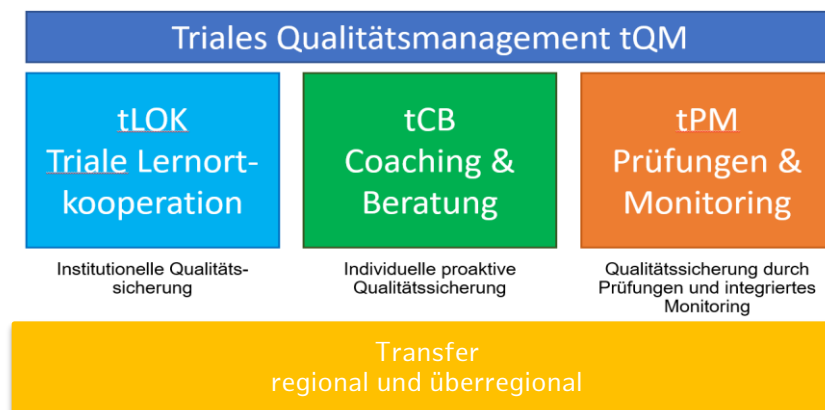 Triales Qualitätsmanagement tQM
tLOK
Triale Lernort-
kooperation
tCB
Coaching &
Beratung
tPM
Prüfungen &
Monitoring
Institutionelle Qualitäts-
sicherung
Individuelle proaktive
Qualitätssicherung
Qualitätssicherung durch
Prüfungen und integriertes
Monitoring
Transfer
regional und überregional